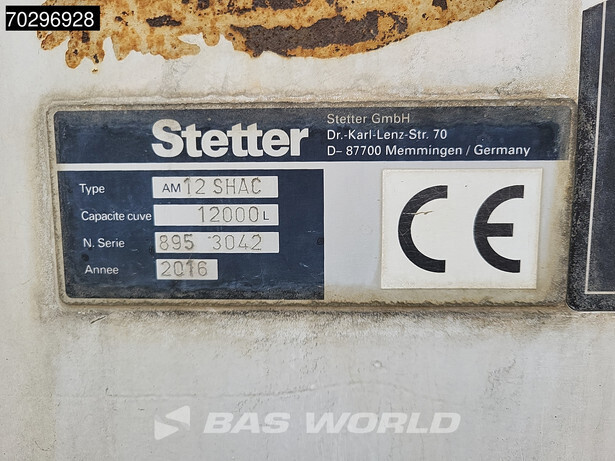 70296928
Stetter
Stetter GmbH
Dr.-Karl-Lenz-Str. 70
D- 87700 Memmingen / Germany
Type AM 12 SHAC
Capacite cuve 12000 L
N. Serie 895 3042
Annee 2016
CE
BAS WORLD